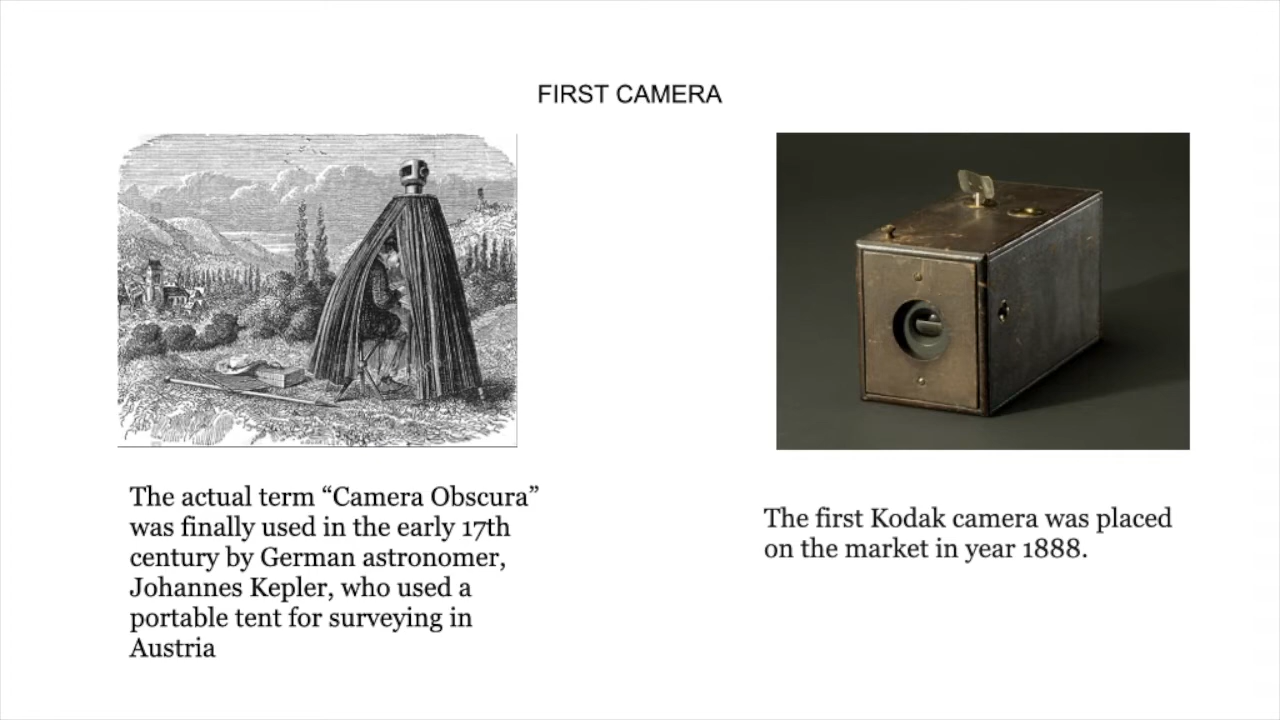 FIRST CAMERA
The actual term “Camera Obscura”
was finally used in the early 17th
century by German astronomer,
Johannes Kepler, who used a
portable tent for surveying in
Austria
The first Kodak camera was placed
on the market in year 1888.